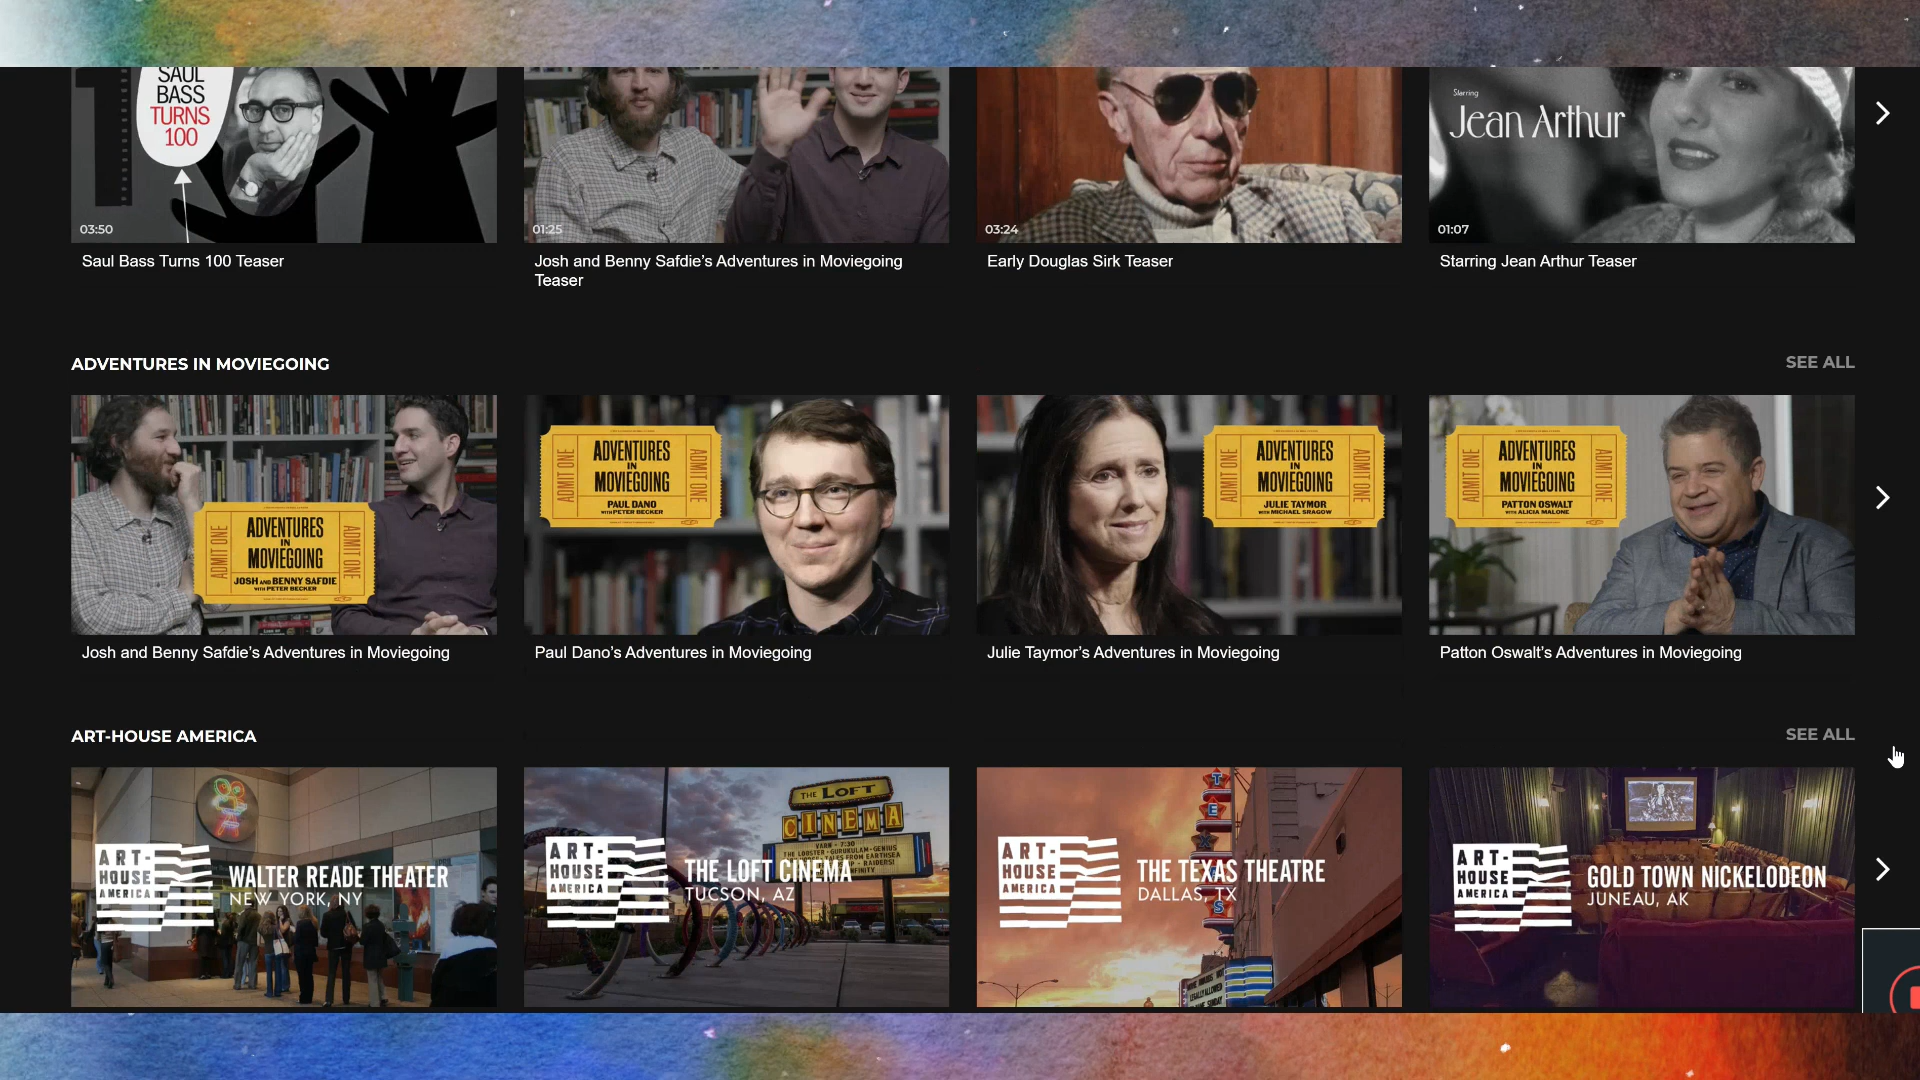 SAUL
BASS
TURNS
100
03:50
01:25
03:24
Starring
Jean Arthur
01:07
Saul Bass Turns 100 Teaser
Josh and Benny Safdie’s Adventures in Moviegoing
Teaser
Early Douglas Sirk Teaser
Starring Jean Arthur Teaser
ADVENTURES IN MOVIEGOING
SEE ALL
ADMIT ONE
ADVENTURES
IN
MOVIEGOING
JOSH AND BENNY SAFDIE
WITH PETER BECKER
ADMIT ONE
ADMIT ONE
ADVENTURES
IN
MOVIEGOING
PAUL DANO
WITH PETER BECKER
ADMIT ONE
ADMIT ONE
ADVENTURES
IN
MOVIEGOING
JULIE TAYMOR
WITH MICHAEL SRAGOW
ADMIT ONE
ADMIT ONE
ADVENTURES
IN
MOVIEGOING
PATTON OSWALT
WITH ALICIA MALONE
ADMIT ONE
Josh and Benny Safdie’s Adventures in Moviegoing
Paul Dano’s Adventures in Moviegoing
Julie Taymor’s Adventures in Moviegoing
Patton Oswalt’s Adventures in Moviegoing
ART-HOUSE AMERICA
SEE ALL
ART-
HOUSE
AMERICA
WALTER READE THEATER
NEW YORK, NY
THE LOFT
CINEMA
ART-
HOUSE
AMERICA
THE LOFT CINEMA
TUCSON, AZ
TEXAS
ART-
HOUSE
AMERICA
THE TEXAS THEATRE
DALLAS, TX
ART-
HOUSE
AMERICA
GOLD TOWN NICKELODEON
JUNEAU, AK